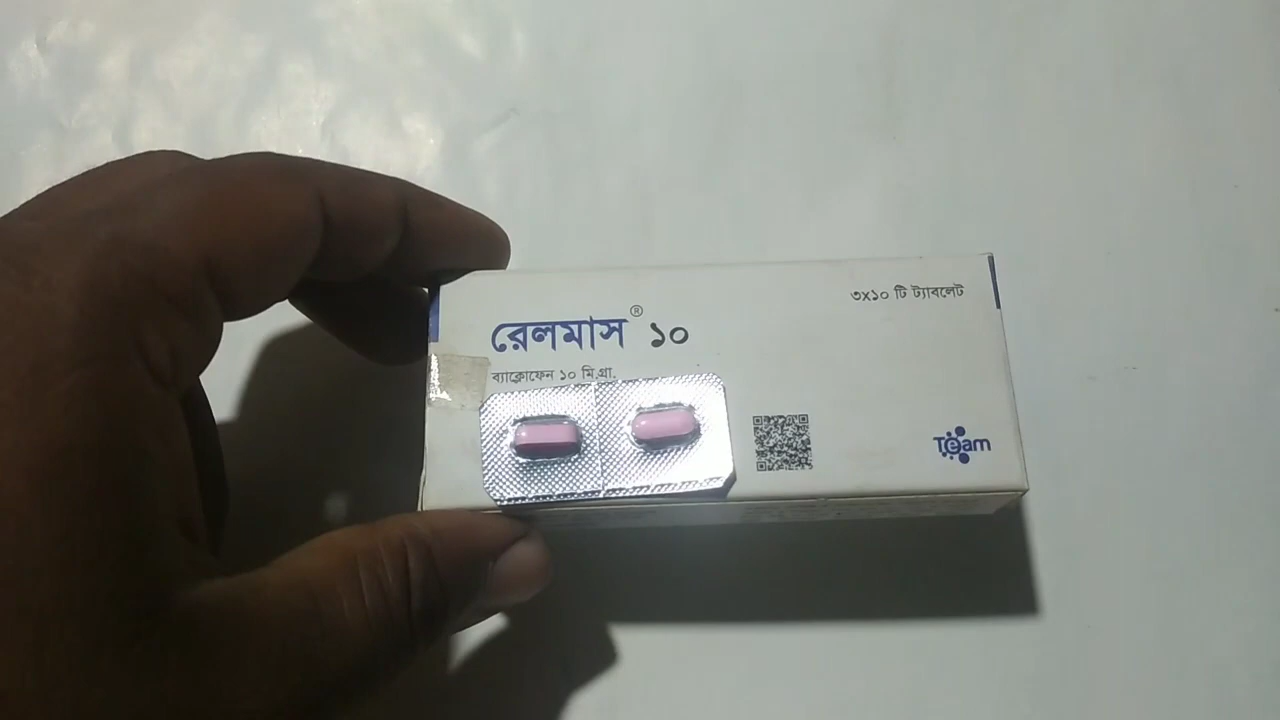 ৩x১০ টি ট্যাবলেট
রেলমাস® ১০
ব্যাক্লোফেন ১০ মি.গ্রা.
Team